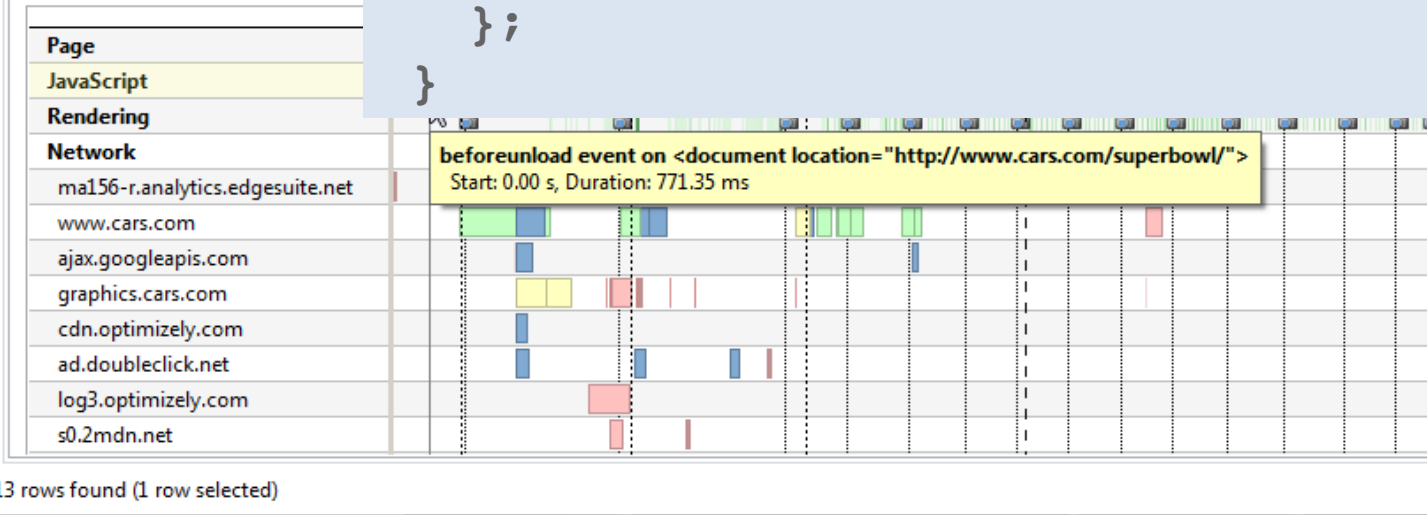 };
}
Page
JavaScript
Rendering
Network
beforeunload event on <document location="http://www.cars.com/superbowl/">
Start: 0.00 s, Duration: 771.35 ms
ma156-r.analytics.edgesuite.net
www.cars.com
ajax.googleapis.com
graphics.cars.com
cdn.optimizely.com
ad.doubleclick.net
log3.optimizely.com
s0.2mdn.net
13 rows found (1 row selected)